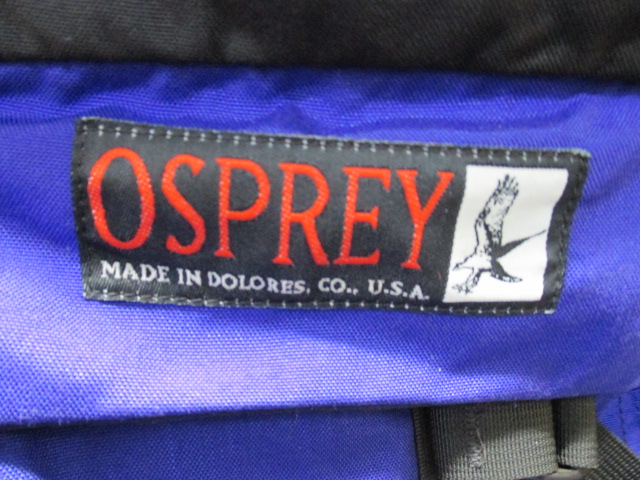 OSPREY
MADE IN DOLORES, CO., U.S.A.